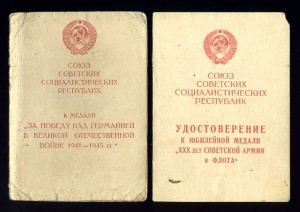 СОЮЗ
СОВЕТСКИХ
СОЦИАЛИСТИЧЕСКИХ
РЕСПУБЛИК
К МЕДАЛИ
„ЗА ПОБЕДУ НАД ГЕРМАНИЕЙ
В ВЕЛИКОЙ ОТЕЧЕСТВЕННОЙ
ВОЙНЕ 1941—1945 гг."
СОЮЗ
СОВЕТСКИХ
СОЦИАЛИСТИЧЕСКИХ
РЕСПУБЛИК
УДОСТОВЕРЕНИЕ
К ЮБИЛЕЙНОЙ МЕДАЛИ
„XXX ЛЕТ СОВЕТСКОЙ АРМИИ
и ФЛОТА"